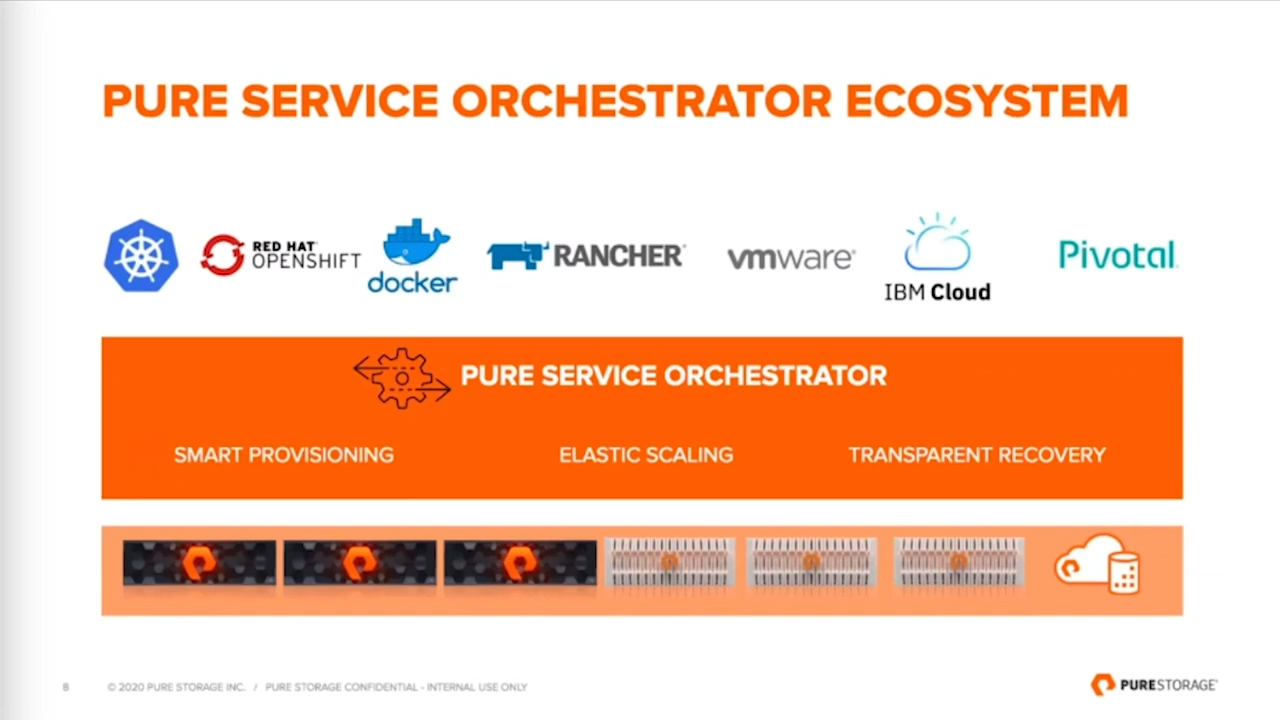 PURE SERVICE ORCHESTRATOR ECOSYSTEM
RED HAT®
OPENSHIFT
docker
RANCHER®
vmware®
IBM Cloud
Pivotal
PURE SERVICE ORCHESTRATOR
SMART PROVISIONING
ELASTIC SCALING
TRANSPARENT RECOVERY
8
© 2020 PURE STORAGE INC. / PURE STORAGE CONFIDENTIAL - INTERNAL USE ONLY
PURESTORAGE®